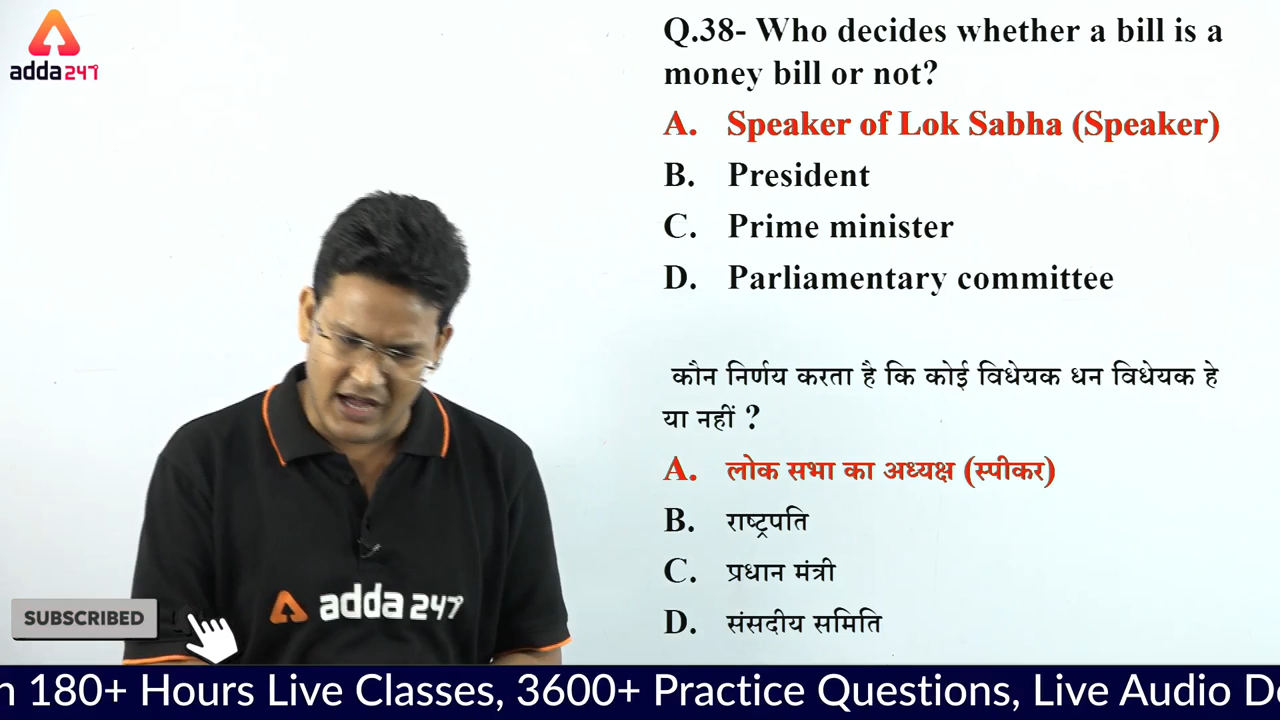 adda247
Q.38- Who decides whether a bill is a
money bill or not?
A. Speaker of Lok Sabha (Speaker)
B. President
C. Prime minister
D. Parliamentary committee
कौन निर्णय करता है कि कोई विधेयक धन विधेयक हे
या नहीं ?
A. लोक सभा का अध्यक्ष (स्पीकर)
B. राष्ट्रपति
C. प्रधान मंत्री
D. संसदीय समिति
adda247
SUBSCRIBED
180+ Hours Live Classes, 3600+ Practice Questions, Live Audio